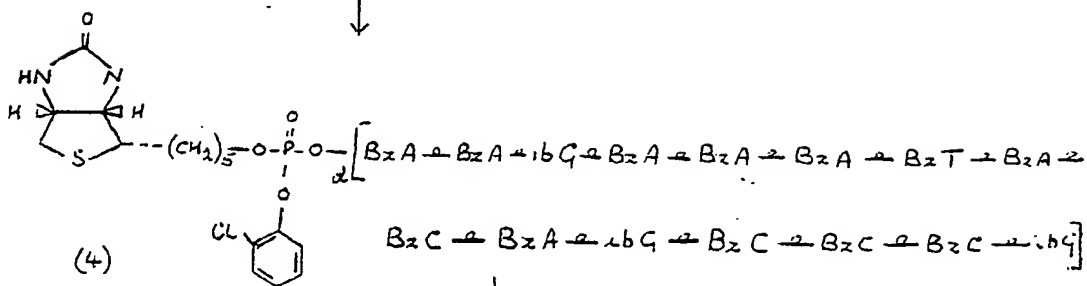 O
HN N
H H
S (CH2)5 O P O O d [BzA BzA ibG BzA BzA BzA BzT BzA
O
Cl
BzC BzA ibG BzC BzC BzC ibG]
(4)